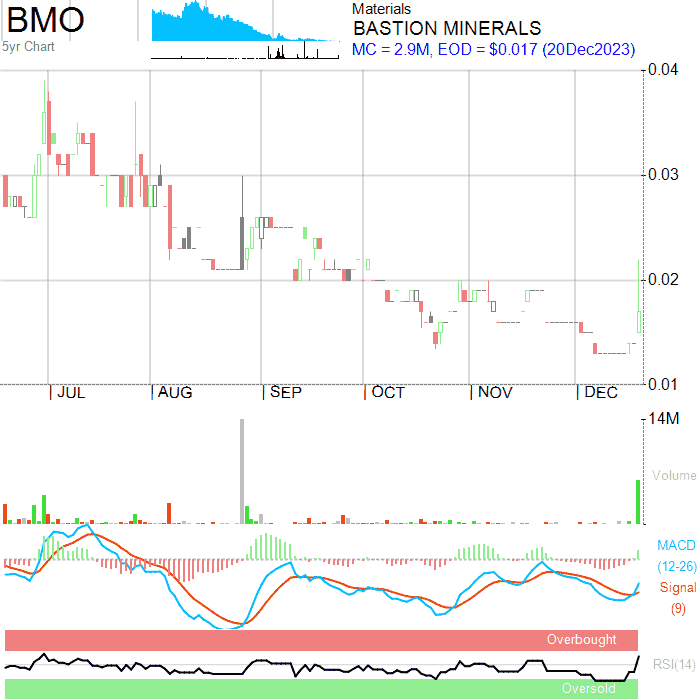 BMO
5yr Chart
Materials
BASTION MINERALS
MC = 2.9M, EOD = $0.017 (20Dec2023)
0.04
0.03
0.02
0.01
JUL AUG SEP OCT NOV DEC
14M
Volume
MACD
(12-26)
Signal
(9)
Overbought
RSI(14)
Oversold